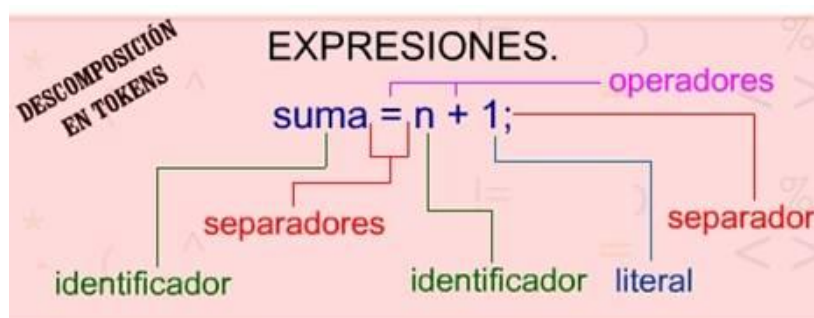 DESCOMPOSICIÓN
EN TOKENS
EXPRESIONES.
operadores
suma = n + 1;
separadores
separador
identificador
identificador
literal